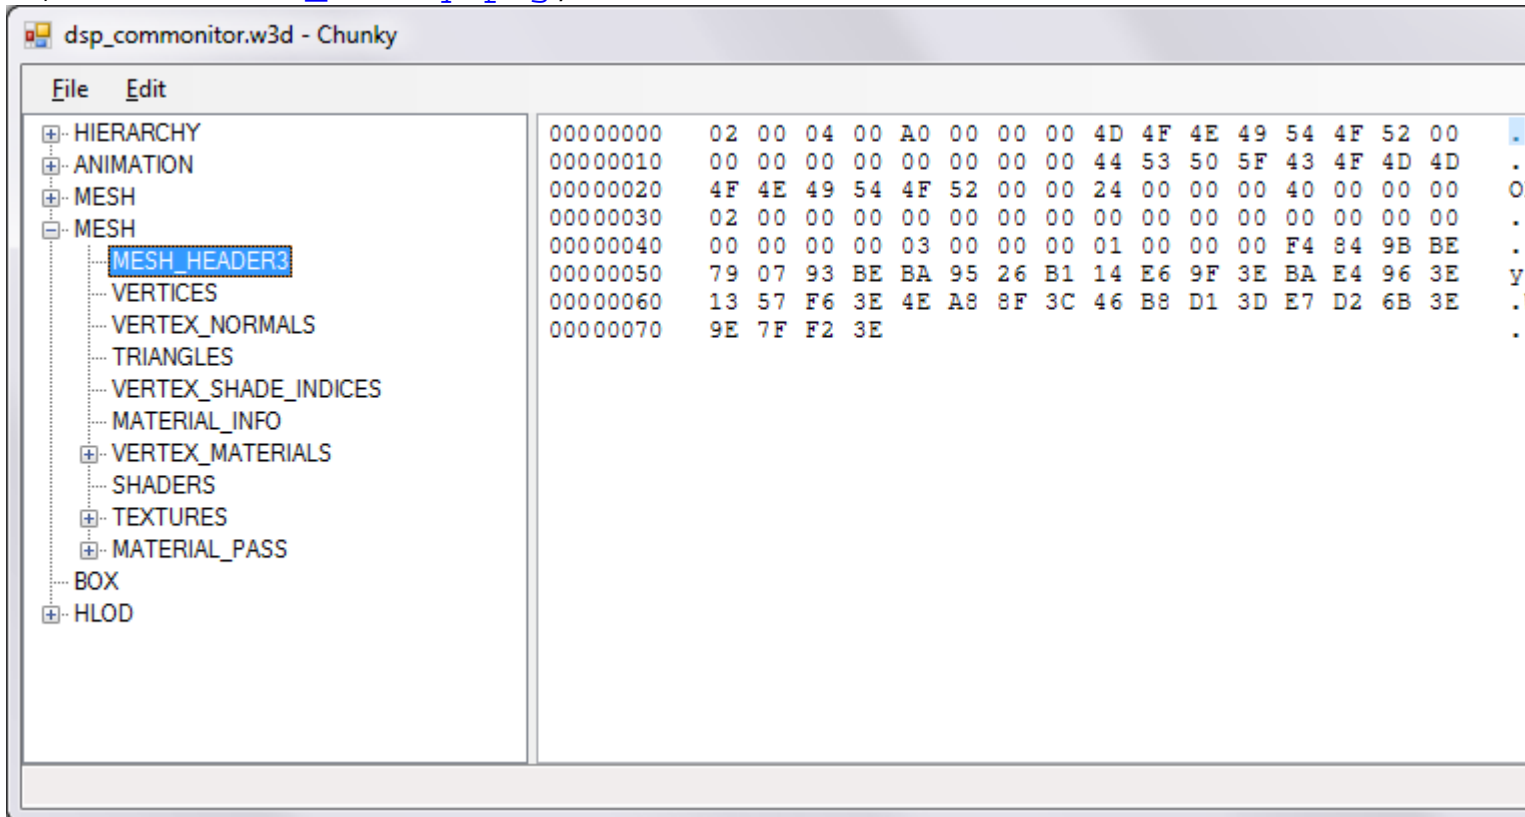 dsp_commonitor.w3d - Chunky
File Edit
HIERARCHY
ANIMATION
MESH
MESH
MESH_HEADER3
VERTICES
VERTEX_NORMALS
TRIANGLES
VERTEX_SHADE_INDICES
MATERIAL_INFO
VERTEX_MATERIALS
SHADERS
TEXTURES
MATERIAL_PASS
BOX
HLOD
00000000 02 00 04 00 A0 00 00 00 4D 4F 4E 49 54 4F 52 00 .
00000010 00 00 00 00 00 00 00 00 44 53 50 5F 43 4F 4D 4D .
00000020 4F 4E 49 54 4F 52 00 00 24 00 00 00 40 00 00 00 O
00000030 02 00 00 00 00 00 00 00 00 00 00 00 00 00 00 00 .
00000040 00 00 00 00 03 00 00 00 01 00 00 00 F4 84 9B BE .
00000050 79 07 93 BE BA 95 26 B1 14 E6 9F 3E BA E4 96 3E y
00000060 13 57 F6 3E 4E A8 8F 3C 46 B8 D1 3D E7 D2 6B 3E .
00000070 9E 7F F2 3E .